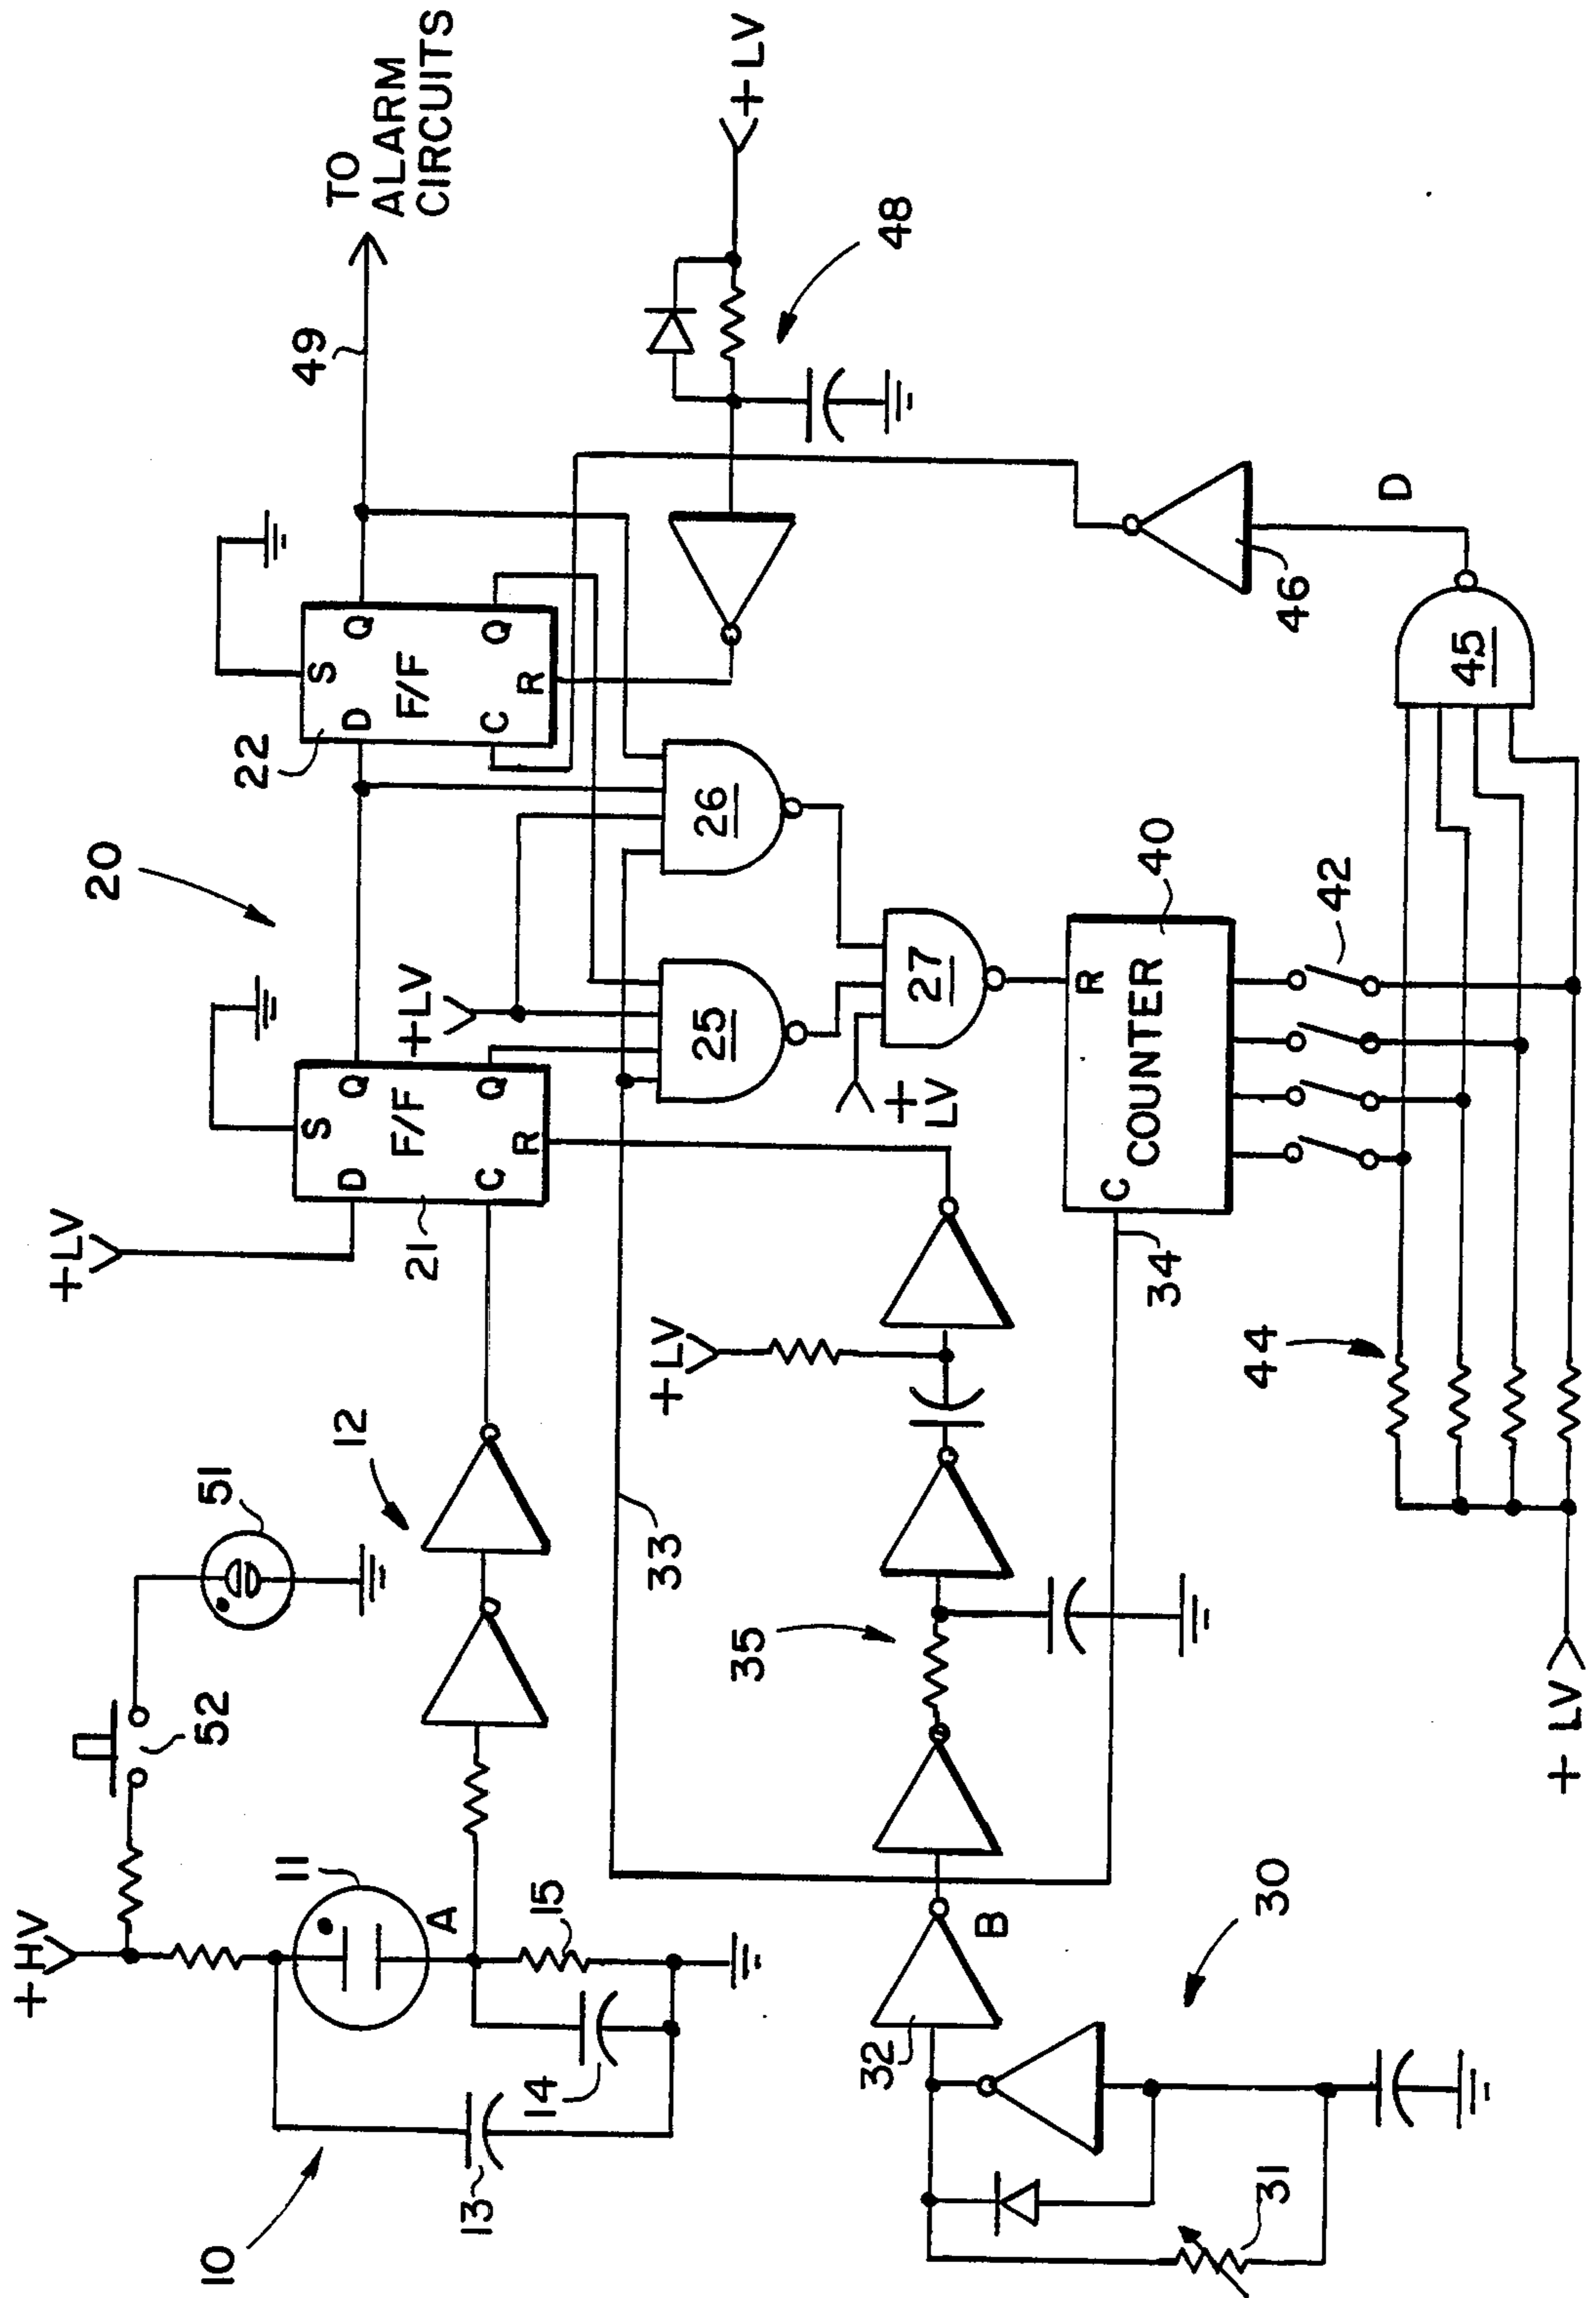 +HV
52
51
11
A
15
14
13
10
12
+LV
21
D
S
F/F
C
R
Q
Q
20
22
D
S
F/F
C
R
Q
Q
49
TO
ALARM
CIRCUITS
+LV
+LV
48
25
26
27
+
LV
33
35
+LV
30
31
32
B
34
C
R
COUNTER
40
42
44
+ LV
45
D
46